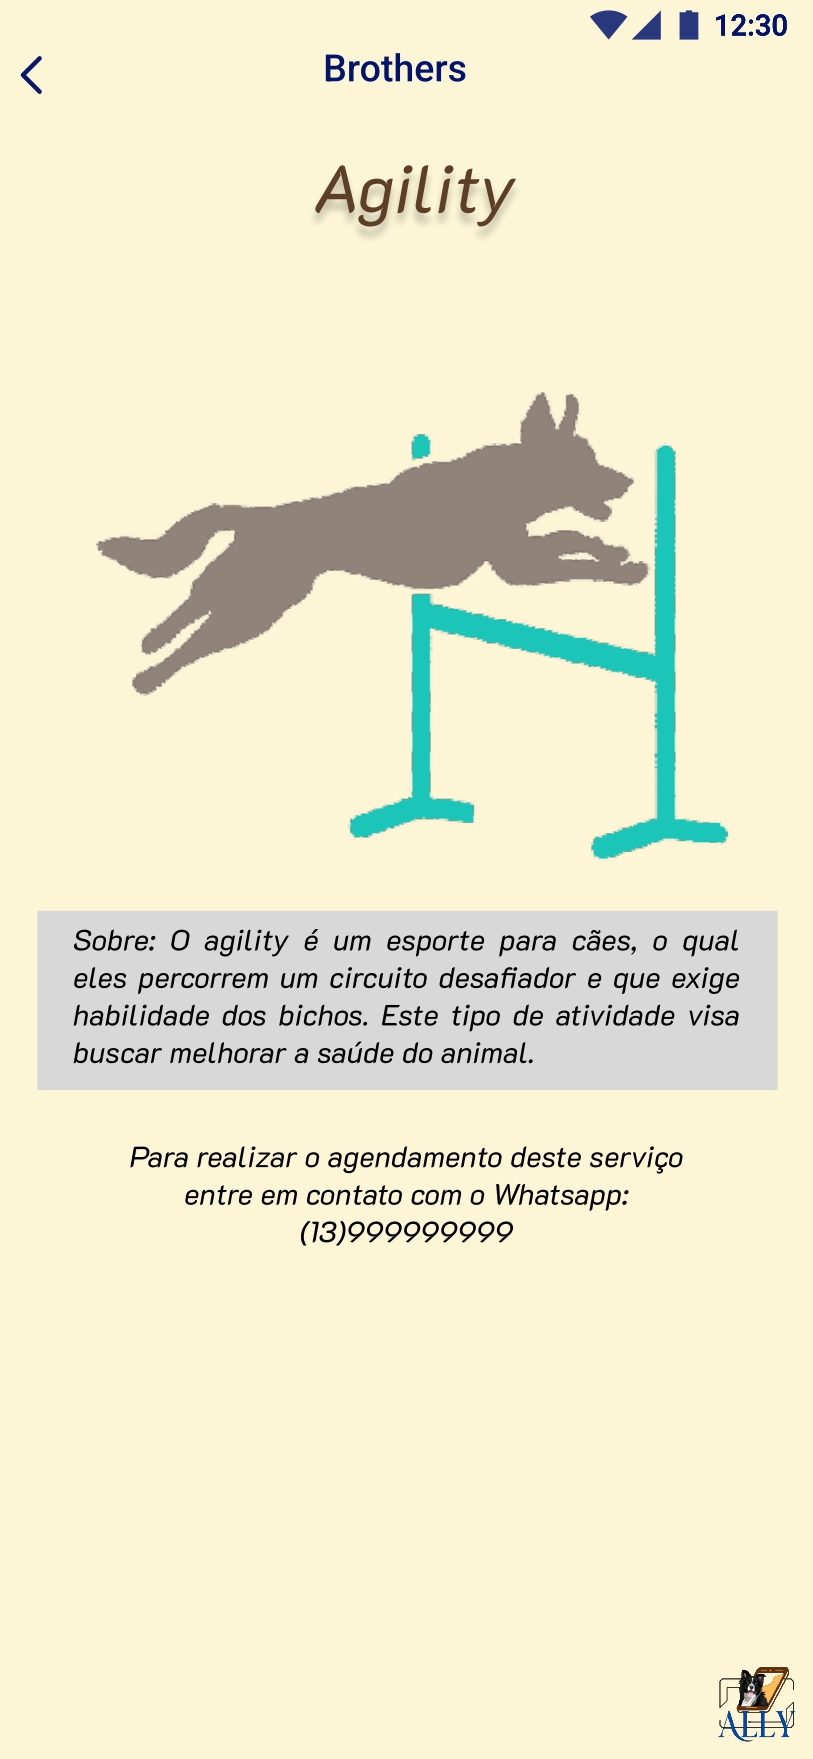 12:30
Brothers
Agility
Sobre: O agility é um esporte para cães, o qual
eles percorrem um circuito desafiador e que exige
habilidade dos bichos. Este tipo de atividade visa
buscar melhorar a saúde do animal.
Para realizar o agendamento deste serviço
entre em contato com o Whatsapp:
(13)999999999
ALLY